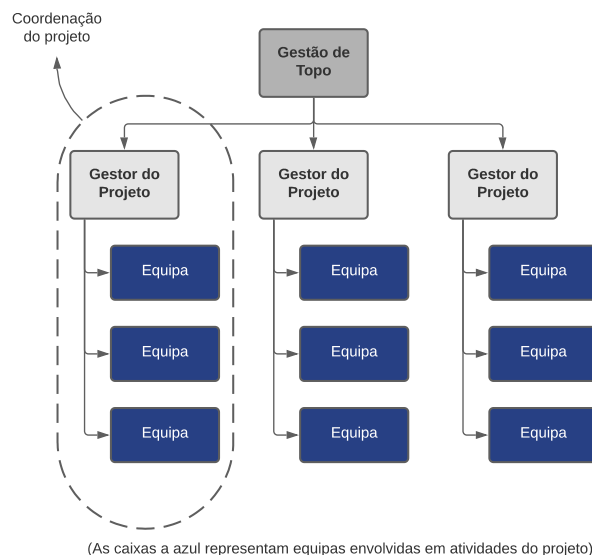 Coordenação
do projeto
Gestão de
Topo
Gestor do
Projeto
Gestor do
Projeto
Gestor do
Projeto
Equipa
Equipa
Equipa
Equipa
Equipa
Equipa
Equipa
Equipa
Equipa
(As caixas a azul representam equipas envolvidas em atividades do projeto)